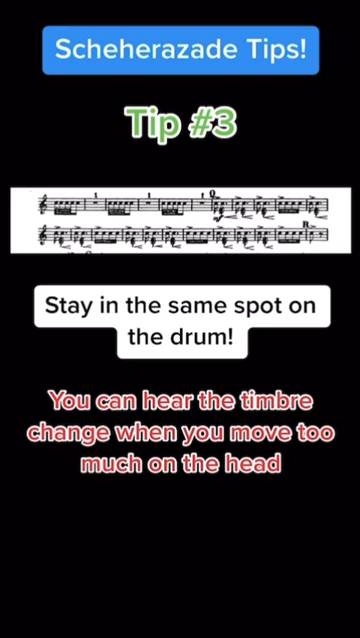 Scheherazade Tips!
Tip #3
Stay in the same spot on
the drum!
You can hear the timbre
change when you move too
much on the head